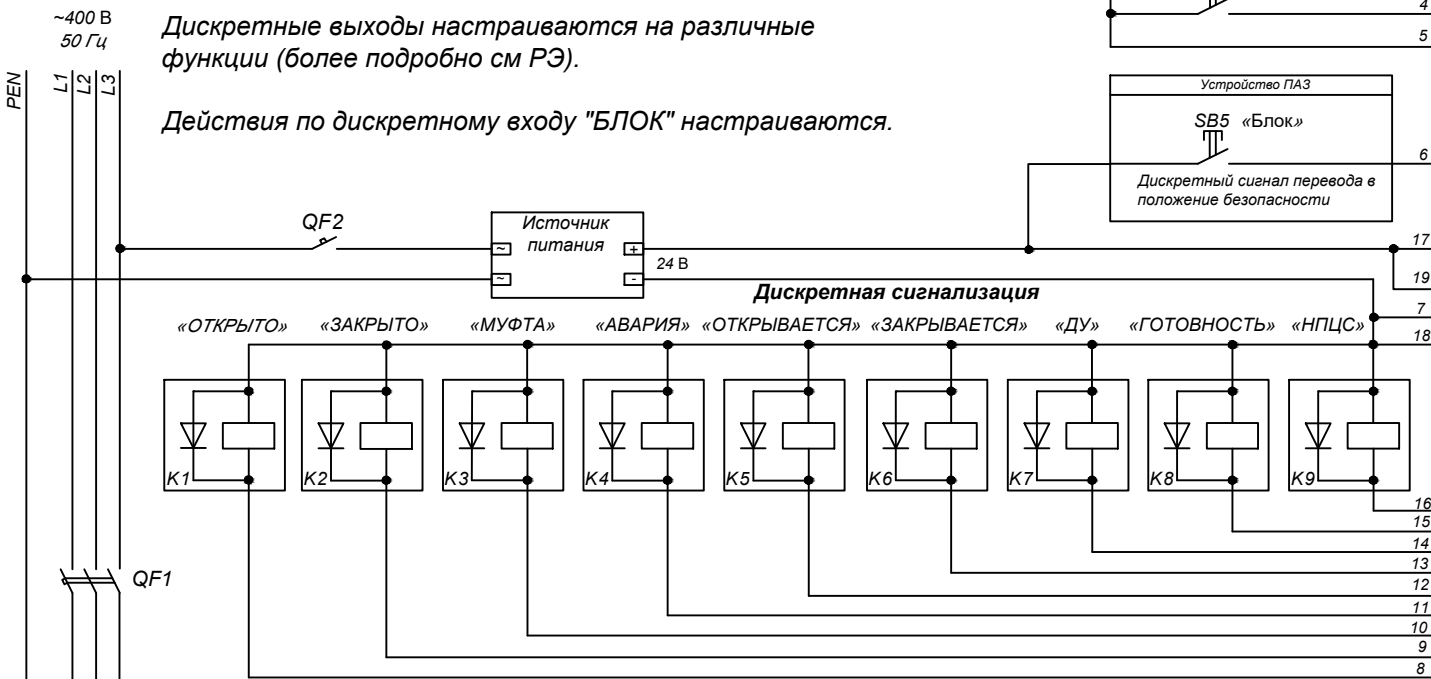 ~400 В
50 Гц
PEN
L1
L2
L3
Дискретные выходы настраиваются на различные
функции (более подробно см РЭ).
Действия по дискретному входу "БЛОК" настраиваются.
4
5
Устройство ПАЗ
SB5 «Блок»
6
Дискретный сигнал перевода в
положение безопасности
QF2
Источник
питания
~
+
~
-
24 В
17
19
Дискретная сигнализация
7
«ОТКРЫТО» «ЗАКРЫТО» «МУФТА» «АВАРИЯ» «ОТКРЫВАЕТСЯ» «ЗАКРЫВАЕТСЯ» «ДУ» «ГОТОВНОСТЬ» «НПЦС»
18
K1 K2 K3 K4 K5 K6 K7 K8 K9
16
15
14
13
QF1
12
11
10
9
8